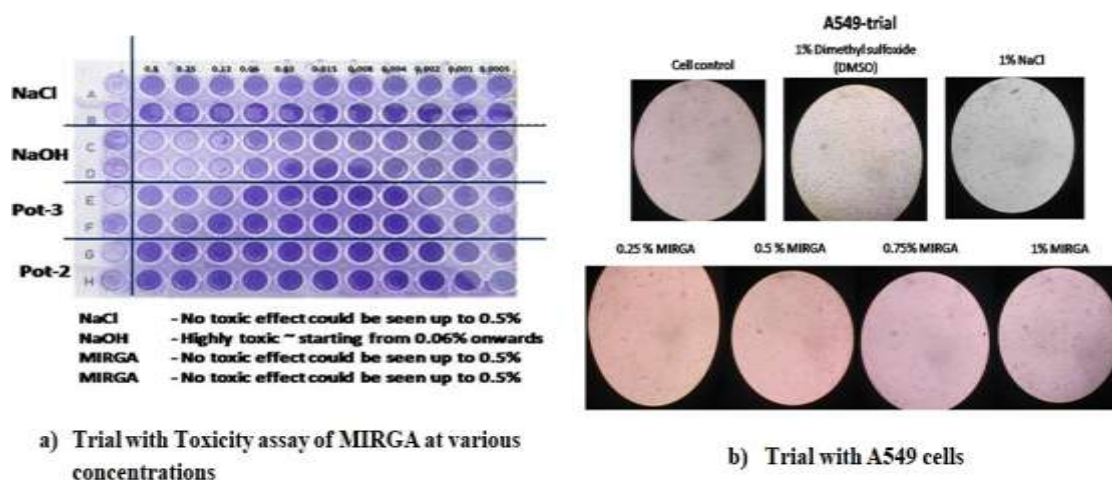 0.5 0.25 0.12 0.06 0.03 0.015 0.008 0.004 0.002 0.001 0.0005
NaCl
A
B
NaOH
C
D
Pot-3
E
F
Pot-2
G
H
NaCl - No toxic effect could be seen up to 0.5%
NaOH - Highly toxic ~ starting from 0.06% onwards
MIRGA - No toxic effect could be seen up to 0.5%
MIRGA - No toxic effect could be seen up to 0.5%
a) Trial with Toxicity assay of MIRGA at various
concentrations
A549-trial
Cell control
1% Dimethyl sulfoxide
(DMSO)
1% NaCl
0.25 % MIRGA 0.5 % MIRGA 0.75% MIRGA 1% MIRGA
b) Trial with A549 cells